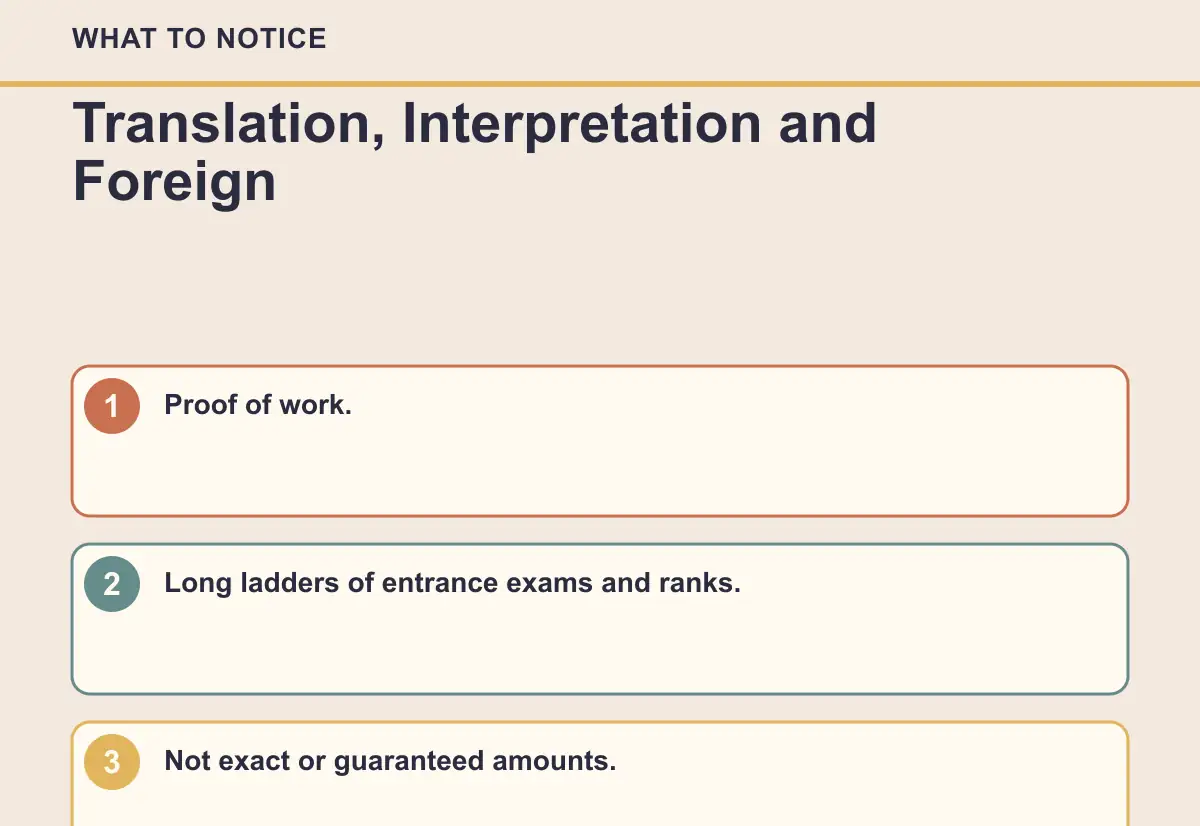 WHAT TO NOTICE
Translation, Interpretation and
Foreign
1 Proof of work.
2 Long ladders of entrance exams and ranks.
3 Not exact or guaranteed amounts.